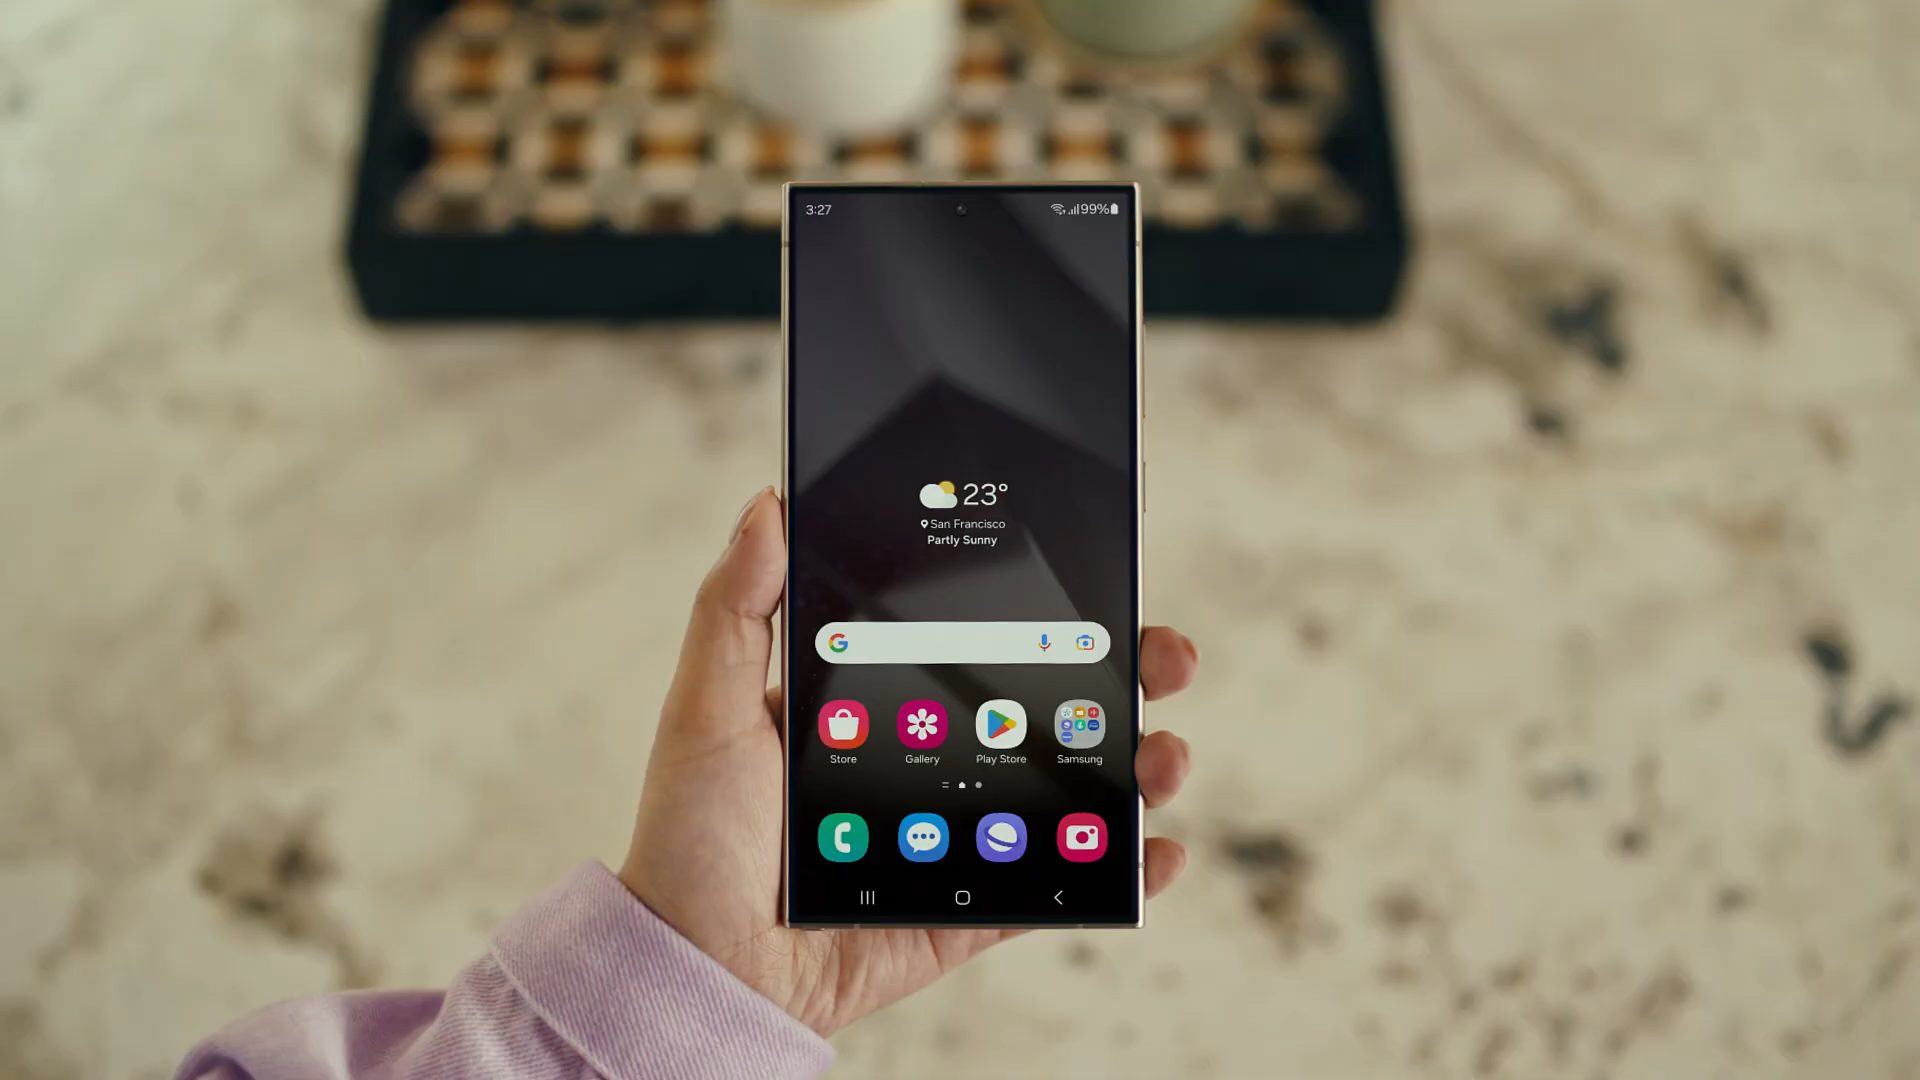 3:27
99%
23°
San Francisco
Partly Sunny
Store
Gallery
Play Store
Samsung